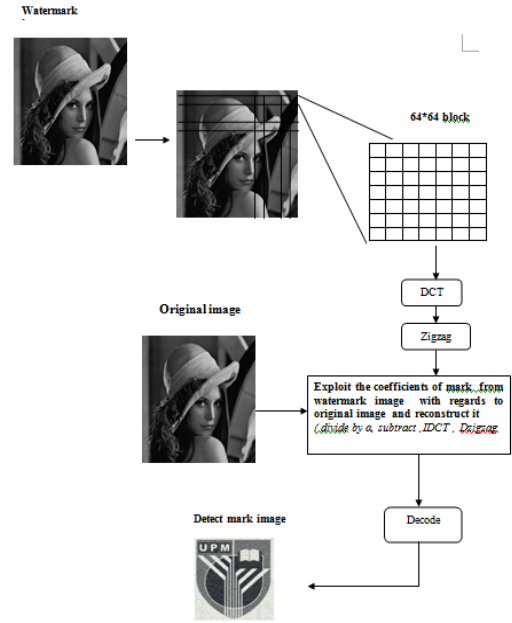 Watermark
64*64 block
DCT
Zigzag
Original image
Exploit the coefficients of mark from
watermark image with regards to
original image and reconstruct it
(divide by α, subtract ,IDCT , Dzigzag
Decode
Detect mark image
UPM